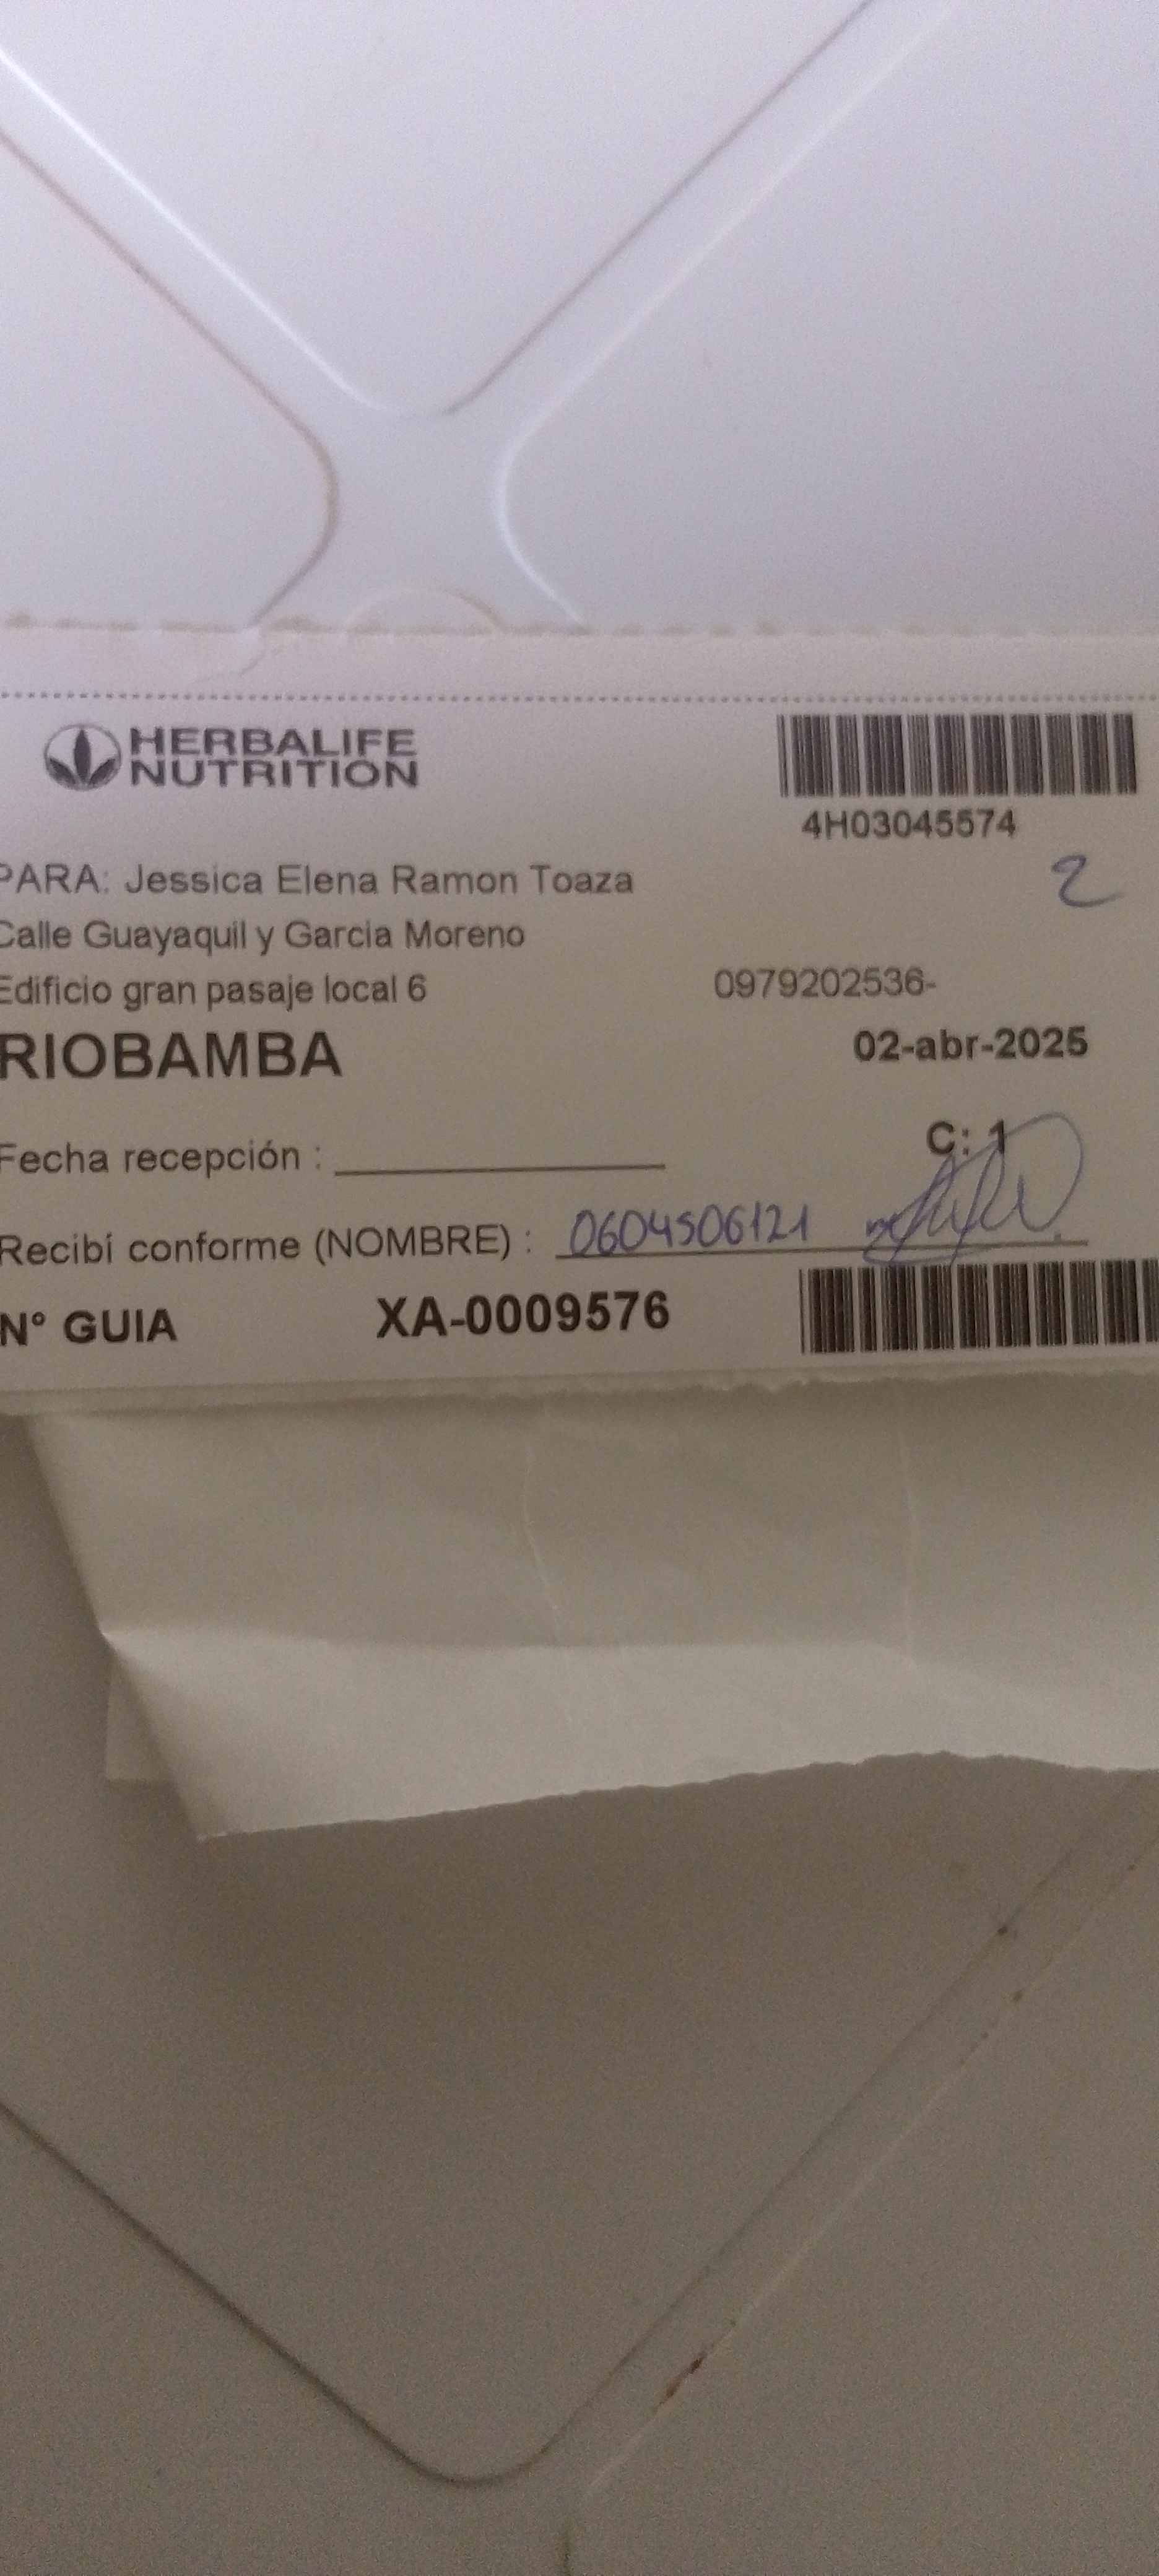 HERBALIFE
NUTRITION
4H03045574
2
PARA: Jessica Elena Ramon Toaza
Calle Guayaquil y Garcia Moreno
Edificio gran pasaje local 6 0979202536-
RIOBAMBA 02-abr-2025
C: 1
Fecha recepción :
Recibí conforme (NOMBRE) : 0604506121
N° GUIA XA-0009576